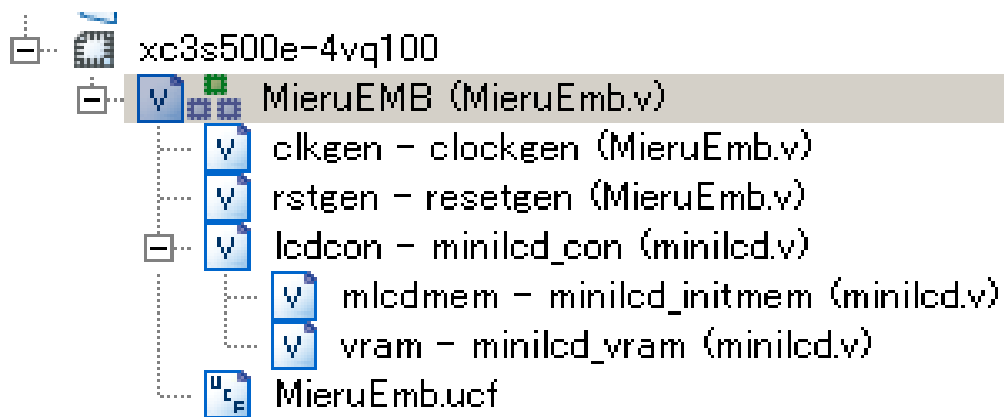 xc3s500e-4vq100
MieruEMB (MieruEmb.v)
clkgen - clockgen (MieruEmb.v)
rstgen - resetgen (MieruEmb.v)
lcdcon - minilcd_con (minilcd.v)
mlcdmem - minilcd_initmem (minilcd.v)
vram - minilcd_vram (minilcd.v)
MieruEmb.ucf